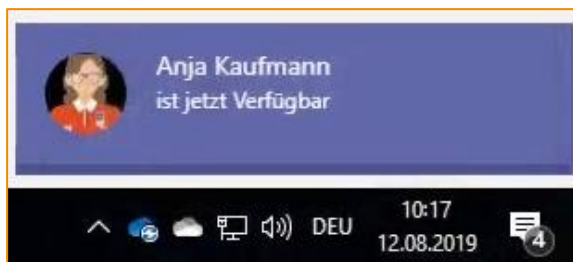 Anja Kaufmann
ist jetzt Verfügbar
DEU
10:17
12.08.2019
4